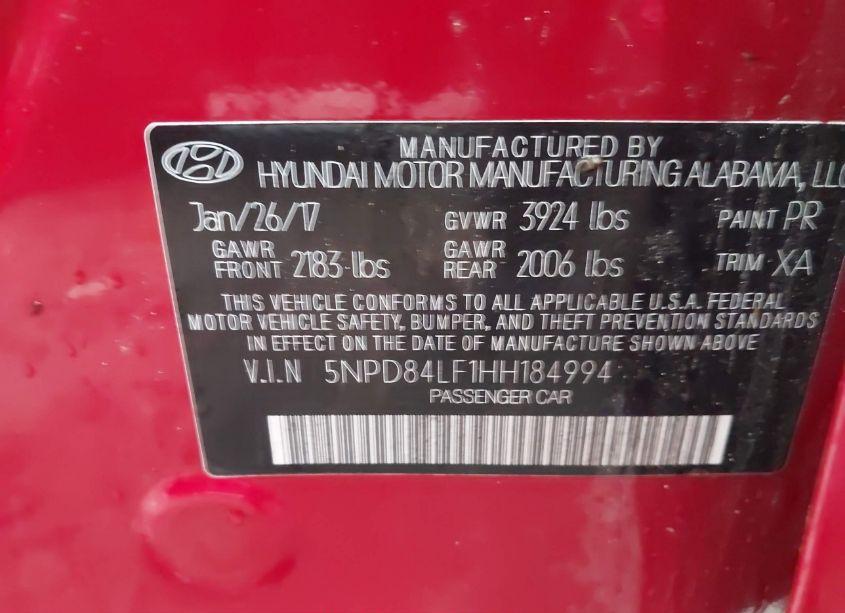 MANUFACTURED BY
HYUNDAI MOTOR MANUFACTURING ALABAMA, LLC
Jan/26/17 GVWR 3924 lbs PAINT PR
GAWR FRONT 2183 lbs GAWR REAR 2006 lbs TRIM XA
THIS VEHICLE CONFORMS TO ALL APPLICABLE U.S.A. FEDERAL
MOTOR VEHICLE SAFETY, BUMPER, AND THEFT PREVENTION STANDARDS
IN EFFECT ON THE DATE OF MANUFACTURE SHOWN ABOVE.
V.I.N 5NPD84LF1HH184994
PASSENGER CAR